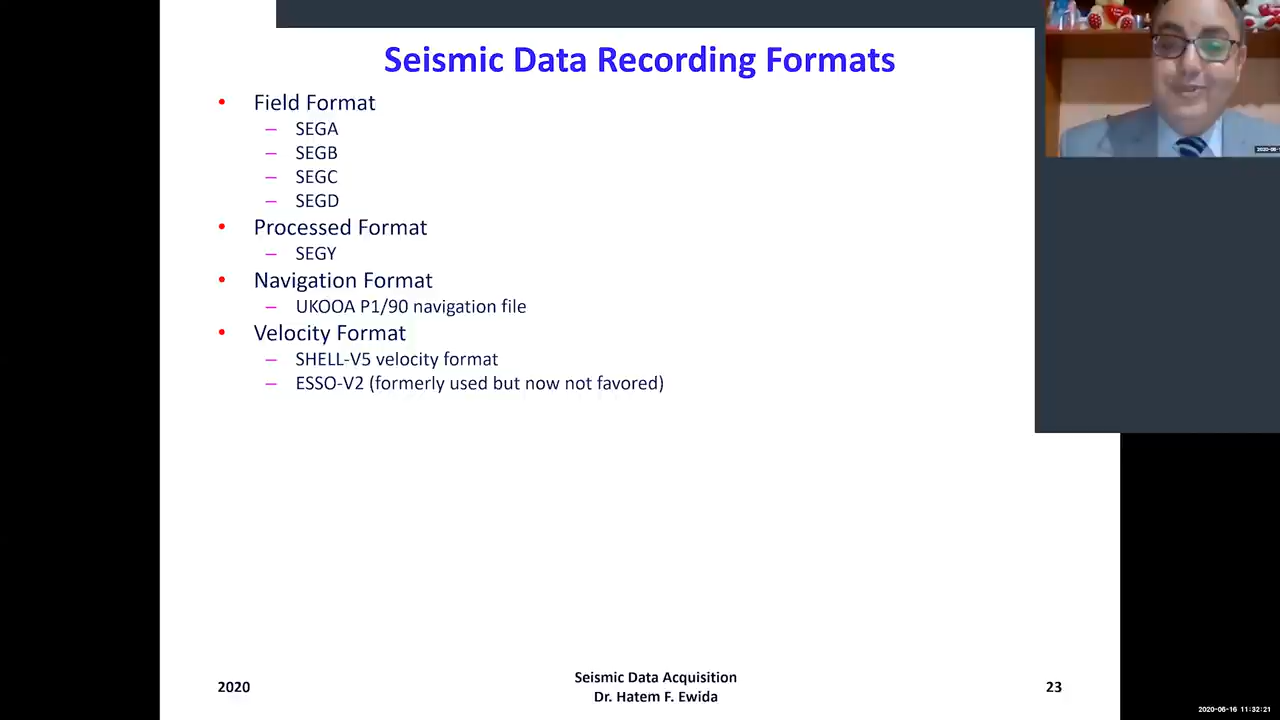 Seismic Data Recording Formats
• Field Format
– SEGA
– SEGB
– SEGC
– SEGD
• Processed Format
– SEGY
• Navigation Format
– UKOOA P1/90 navigation file
• Velocity Format
– SHELL-V5 velocity format
– ESSO-V2 (formerly used but now not favored)
2020
Seismic Data Acquisition
Dr. Hatem F. Ewida
23
2020-06-16 11:32:21